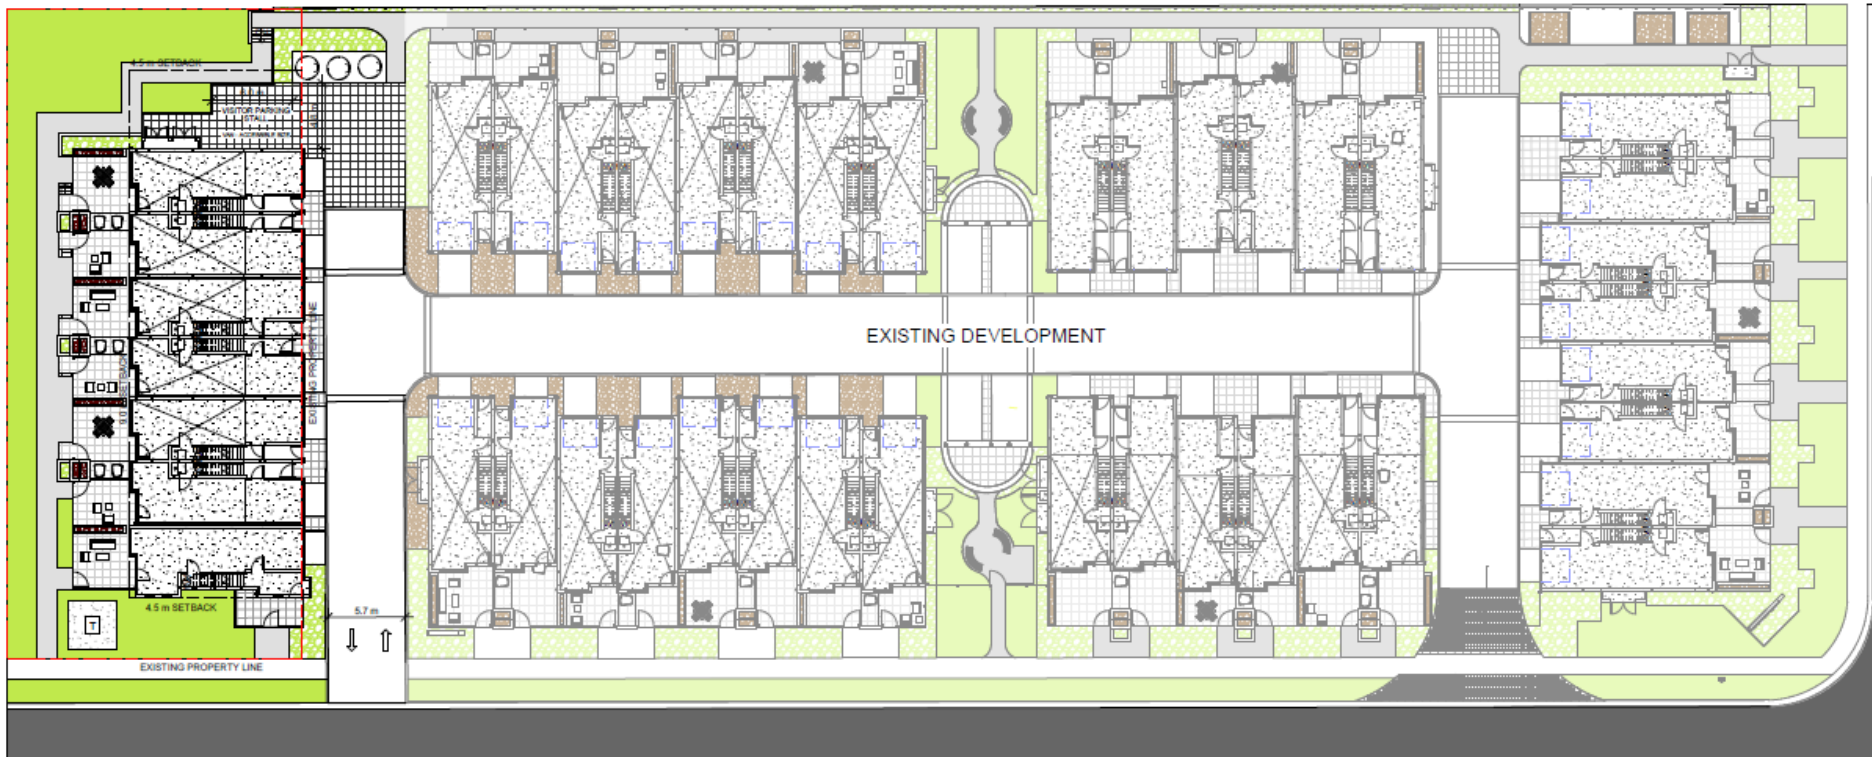 4.5 m SETBACK
VISITOR PARKING
STALL
EXISTING DEVELOPMENT
EXISTING PROPERTY LINE
4.5 m SETBACK
5.7 m
T
EXISTING PROPERTY LINE